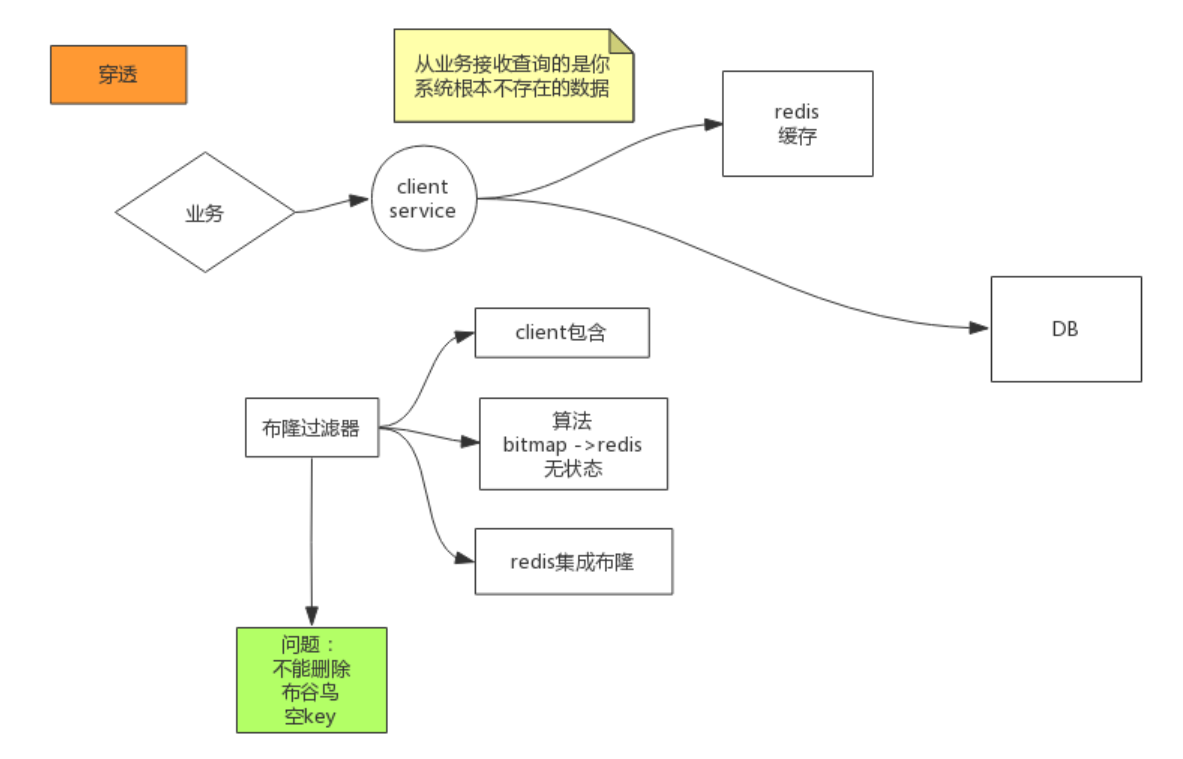 穿透
从业务接收查询的是你
系统根本不存在的数据
redis
缓存
client
service
业务
DB
client包含
布隆过滤器
算法
bitmap ->redis
无状态
redis集成布隆
问题：
不能删除
布谷鸟
空key